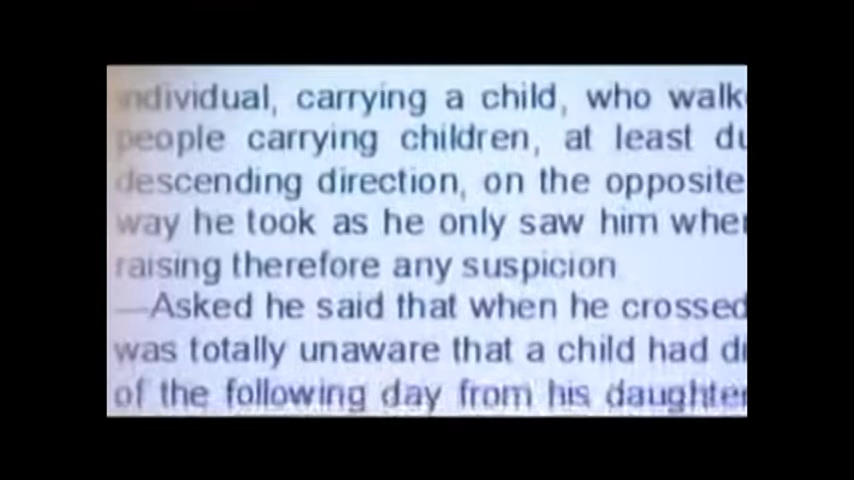 individual, carrying a child, who walk
people carrying children, at least du
descending direction, on the opposite
way he took as he only saw him when
raising therefore any suspicion
—Asked he said that when he crossed
was totally unaware that a child had di
of the following day from his daughter